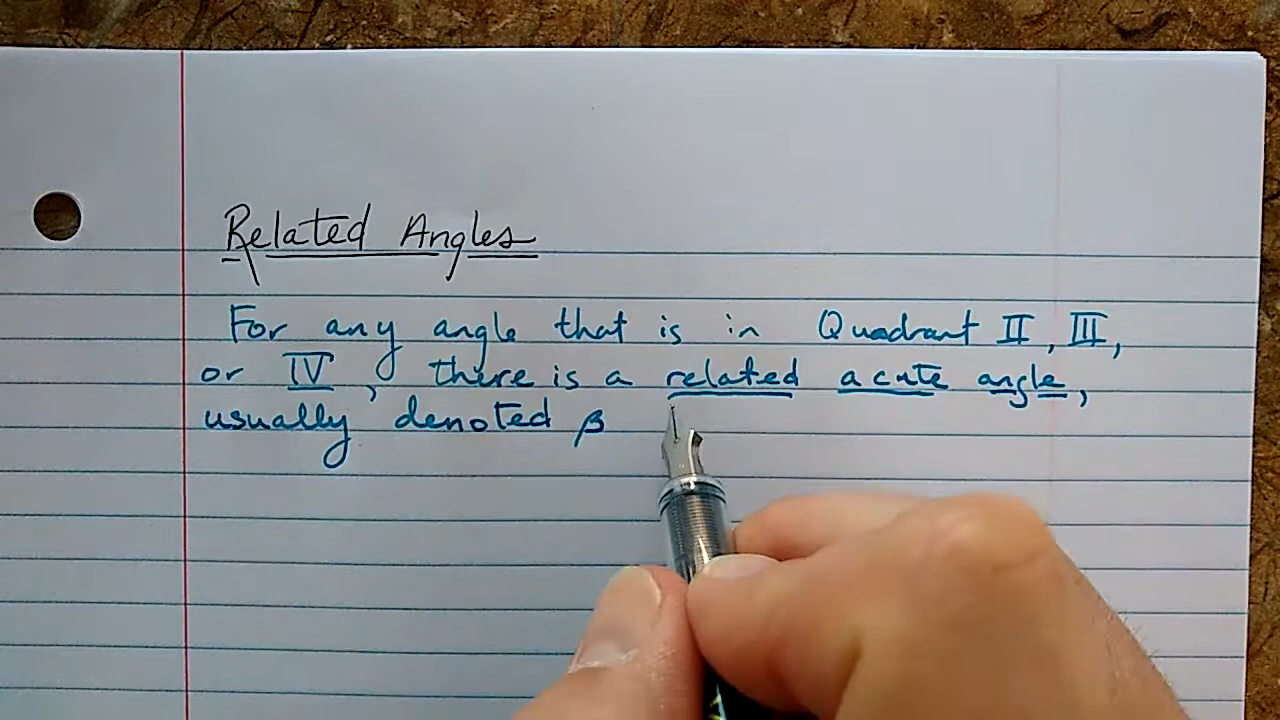 Related Angles
For any angle that is in Quadrant II, III,
or IV, there is a related acute angle,
usually denoted β